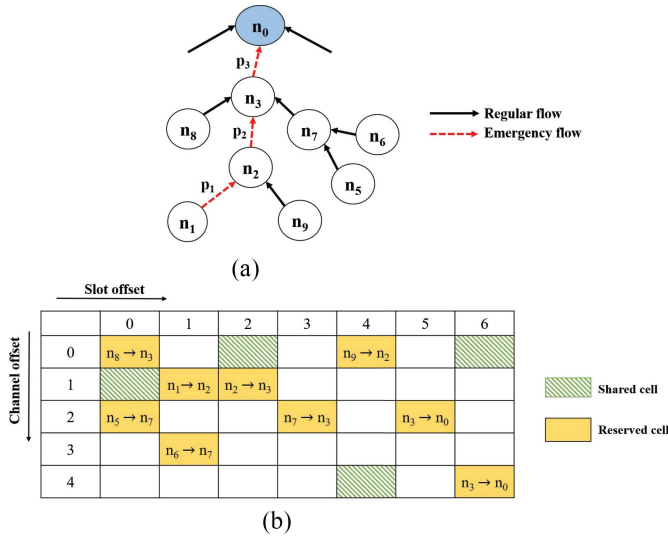 n0
p3
n3
n8
n7
n6
p2
n2
n5
p1
n1
n9
Regular flow
Emergency flow
(a)
Slot offset
Channel offset
0 1 2 3 4 5 6
0 n8 → n3 n9 → n2
1 n1 → n2 n2 → n3
2 n5 → n7 n7 → n3 n3 → n0
3 n6 → n7
4 n3 → n0
Shared cell
Reserved cell
(b)